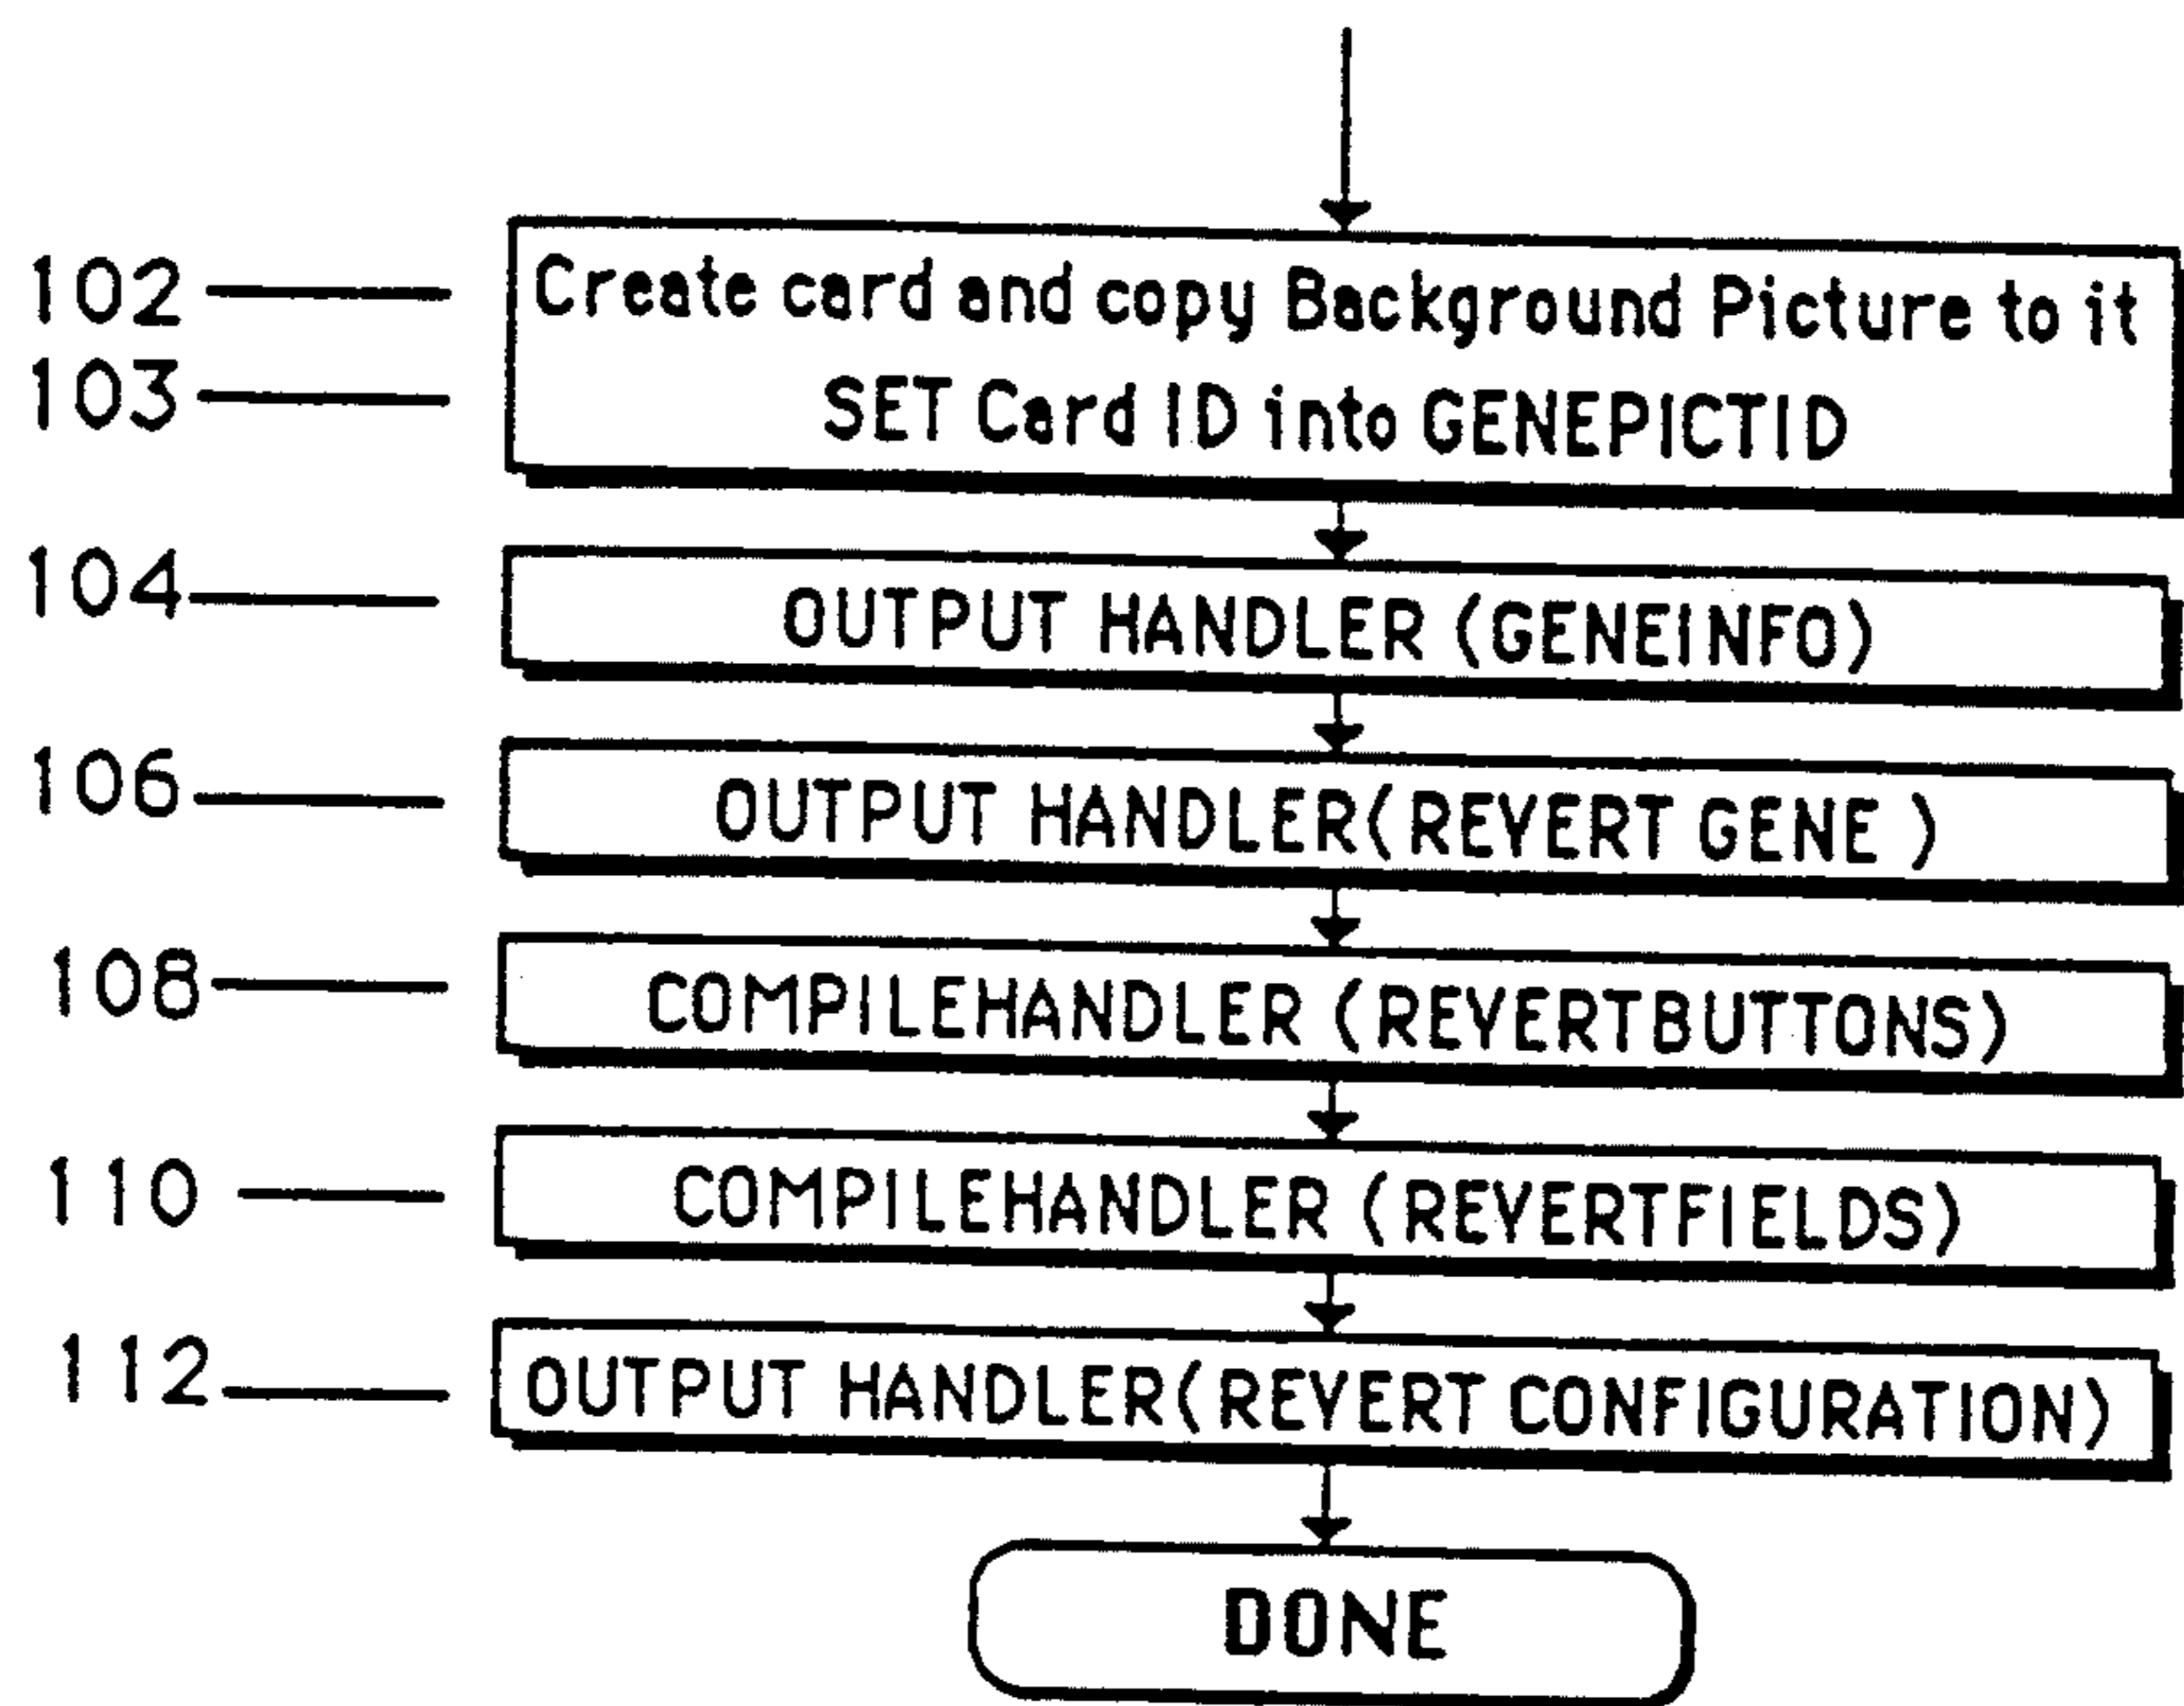 102 Create card and copy Background Picture to it
103 SET Card ID into GENEPICTID
104 OUTPUT HANDLER (GENEINFO)
106 OUTPUT HANDLER(REVERT GENE )
108 COMPILEHANDLER (REVERTBUTTONS)
110 COMPILEHANDLER (REVERTFIELDS)
112 OUTPUT HANDLER(REVERT CONFIGURATION)
DONE